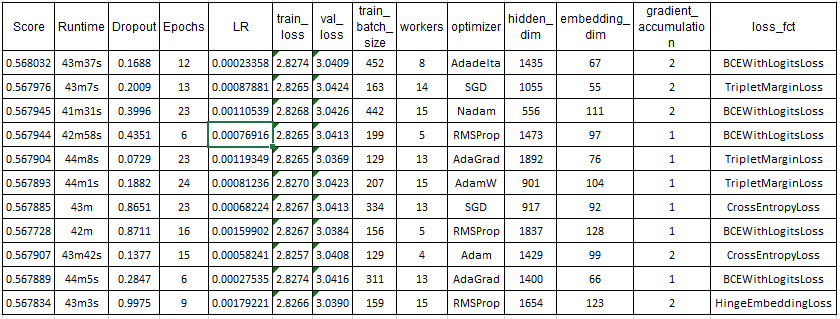 Score Runtime Dropout Epochs LR train_loss val_loss train_batch_size workers optimizer hidden_dim embedding_dim gradient_accumulation loss_fct
0.568032 43m37s 0.1688 12 0.00023358 2.8274 3.0409 452 8 Adadelta 1435 67 2 BCEWithLogitsLoss
0.567976 43m7s 0.2009 13 0.00087881 2.8265 3.0424 163 14 SGD 1055 55 2 TripletMarginLoss
0.567945 41m31s 0.3996 23 0.00110539 2.8268 3.0426 442 15 Nadam 556 111 2 BCEWithLogitsLoss
0.567944 42m58s 0.4351 6 0.00076916 2.8265 3.0413 199 5 RMSProp 1473 97 1 BCEWithLogitsLoss
0.567904 44m8s 0.0729 23 0.00119349 2.8265 3.0369 129 13 AdaGrad 1892 76 1 TripletMarginLoss
0.567893 44m1s 0.1882 24 0.00081236 2.8270 3.0423 207 15 AdamW 901 104 1 TripletMarginLoss
0.567885 43m 0.8651 23 0.00068224 2.8267 3.0413 334 13 SGD 917 92 1 CrossEntropyLoss
0.567728 42m 0.8711 16 0.00159902 2.8267 3.0384 156 5 RMSProp 1837 128 1 BCEWithLogitsLoss
0.567907 43m42s 0.1377 15 0.00058241 2.8257 3.0408 129 4 Adam 1429 99 2 CrossEntropyLoss
0.567889 44m5s 0.2847 6 0.00027535 2.8274 3.0416 311 13 AdaGrad 1400 66 1 BCEWithLogitsLoss
0.567834 43m3s 0.9975 9 0.00179221 2.8266 3.0390 159 15 RMSProp 1654 123 2 HingeEmbeddingLoss